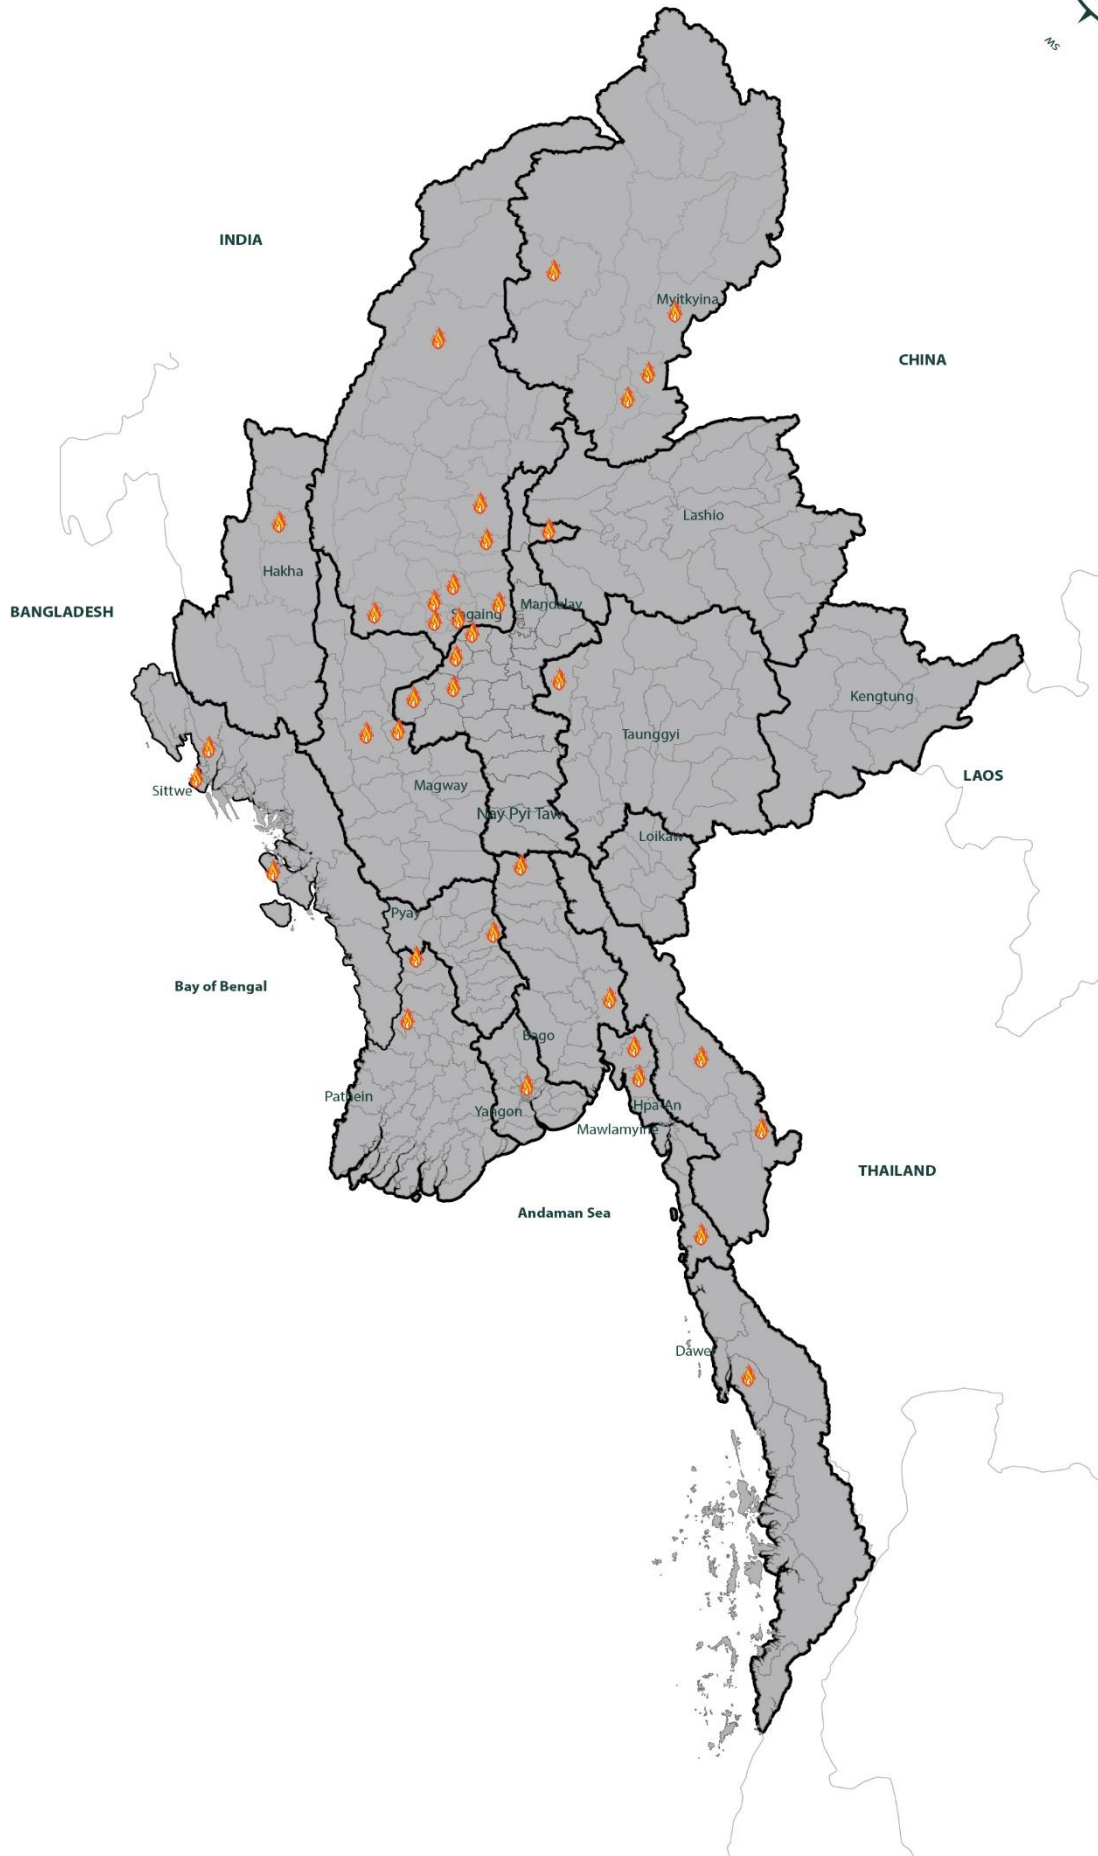 SW
INDIA
Myitkyina
CHINA
Lashio
Hakha
BANGLADESH
Sagaing
Mandalay
Kengtung
Taunggyi
LAOS
Sittwe
Magway
Nay Pyi Taw
Loikaw
Pyay
Bay of Bengal
Bago
Pathein
Yangon
Hpa-An
Mawlamyine
THAILAND
Andaman Sea
Dawei